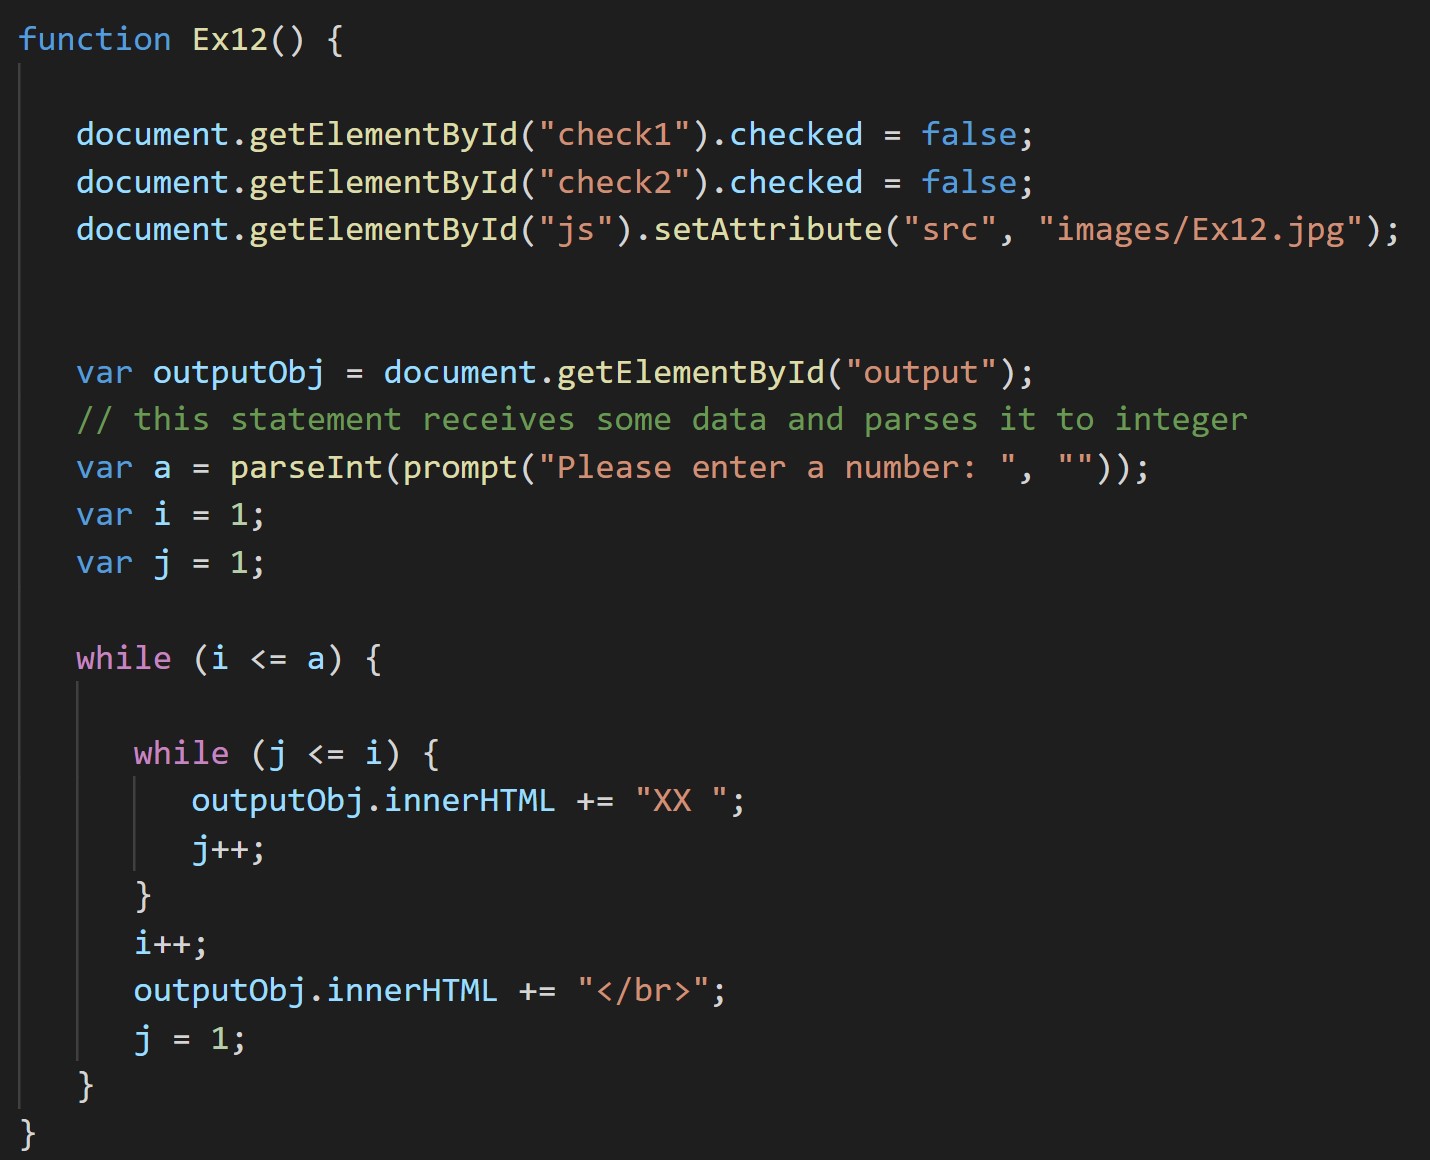 function Ex12() {
document.getElementById("check1").checked = false;
document.getElementById("check2").checked = false;
document.getElementById("js").setAttribute("src", "images/Ex12.jpg");
var outputObj = document.getElementById("output");
// this statement receives some data and parses it to integer
var a = parseInt(prompt("Please enter a number: ", ""));
var i = 1;
var j = 1;
while (i <= a) {
while (j <= i) {
outputObj.innerHTML += "XX ";
j++;
}
i++;
outputObj.innerHTML += "</br>";
j = 1;
}
}